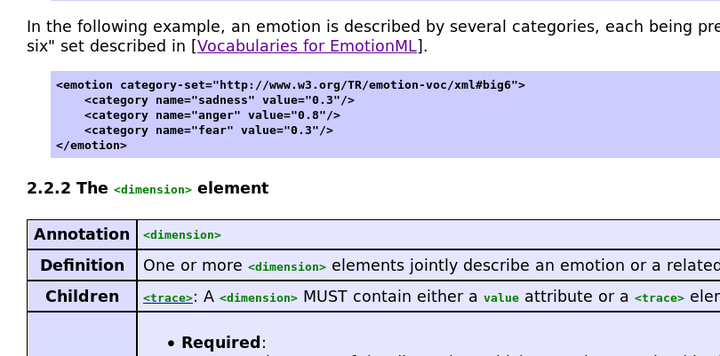 In the following example, an emotion is described by several categories, each being pre
six" set described in [Vocabularies for EmotionML].
<emotion category-set="http://www.w3.org/TR/emotion-voc/xml#big6">
<category name="sadness" value="0.3"/>
<category name="anger" value="0.8"/>
<category name="fear" value="0.3"/>
</emotion>
2.2.2 The <dimension> element
Annotation <dimension>
Definition One or more <dimension> elements jointly describe an emotion or a related
Children <trace>: A <dimension> MUST contain either a value attribute or a <trace> eler
• Required: